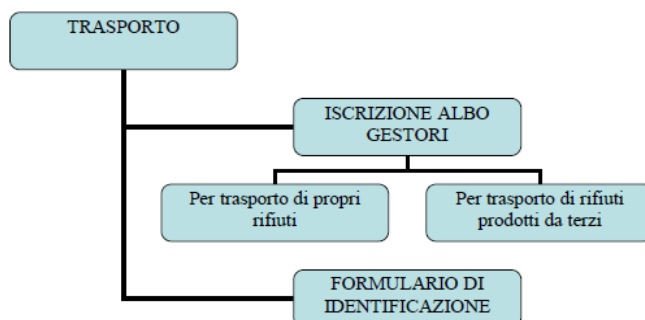 TRASPORTO
ISCRIZIONE ALBO
GESTORI
Per trasporto di propri
rifiuti
Per trasporto di rifiuti
prodotti da terzi
FORMULARIO DI
IDENTIFICAZIONE